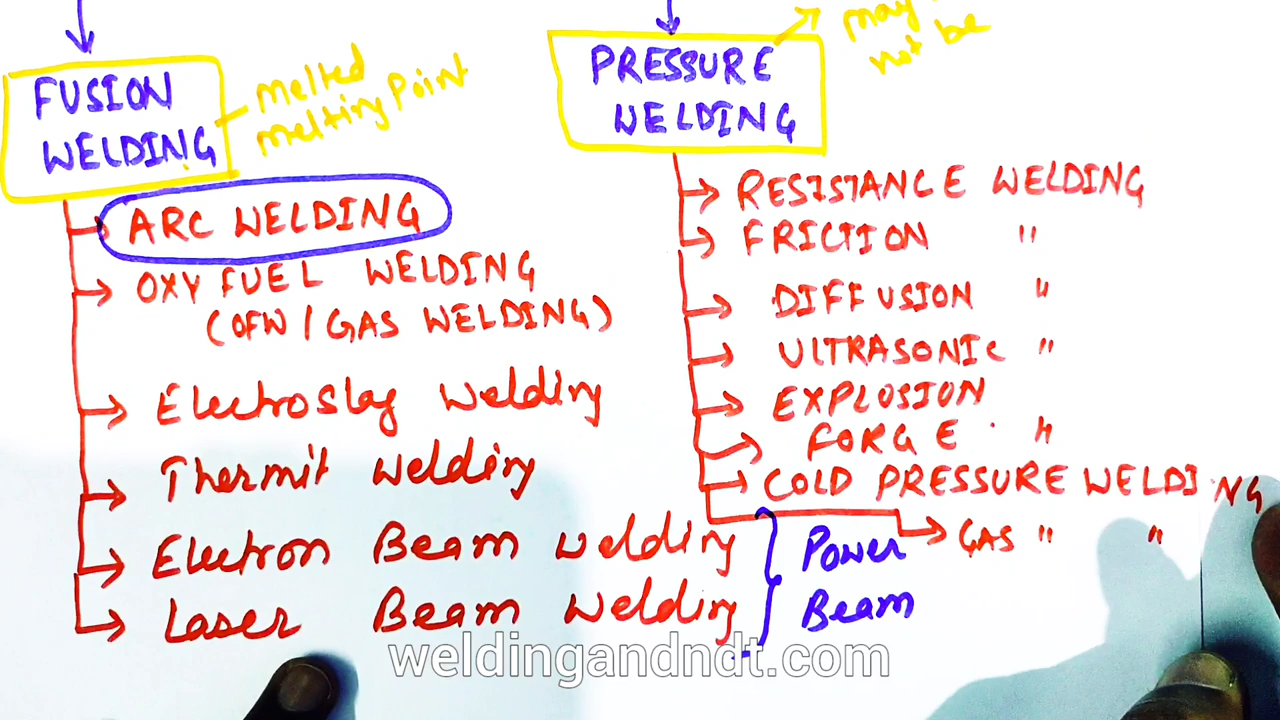 FUSION
WELDING
melted
melting point
ARC WELDING
OXY FUEL WELDING
(OFW / GAS WELDING)
Electroslag Welding
Thermit Welding
Electron Beam Welding
Laser Beam Welding
Power
Beam
PRESSURE
WELDING
may
not be
RESISTANCE WELDING
FRICTION "
DIFFUSION "
ULTRASONIC "
EXPLOSION
FORGE "
COLD PRESSURE WELDING
GAS " "
weldingandndt.com